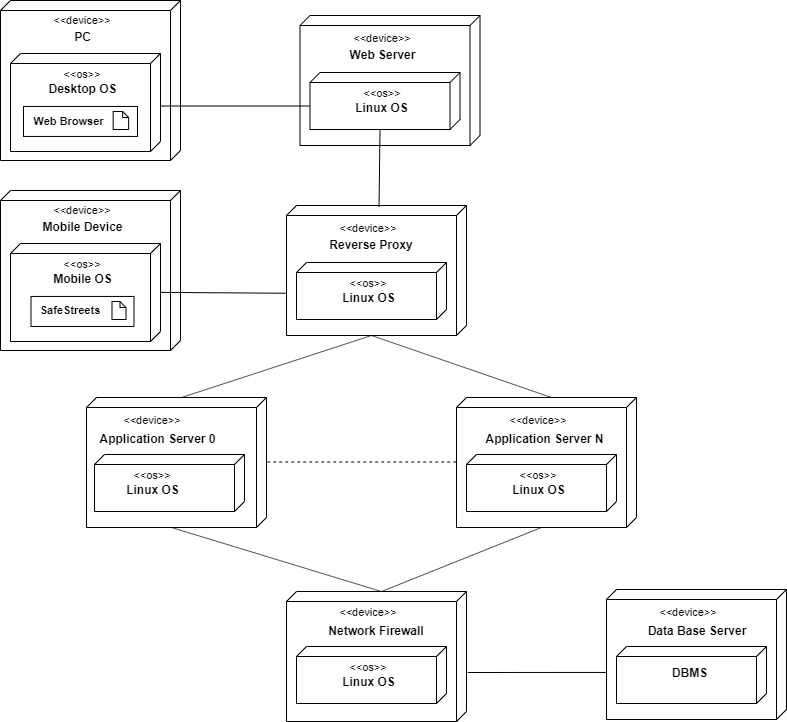 <<device>>
PC
<<os>>
Desktop OS
Web Browser
<<device>>
Web Server
<<os>>
Linux OS
<<device>>
Mobile Device
<<os>>
Mobile OS
SafeStreets
<<device>>
Reverse Proxy
<<os>>
Linux OS
<<device>>
Application Server 0
<<os>>
Linux OS
<<device>>
Application Server N
<<os>>
Linux OS
<<device>>
Network Firewall
<<os>>
Linux OS
<<device>>
Data Base Server
DBMS